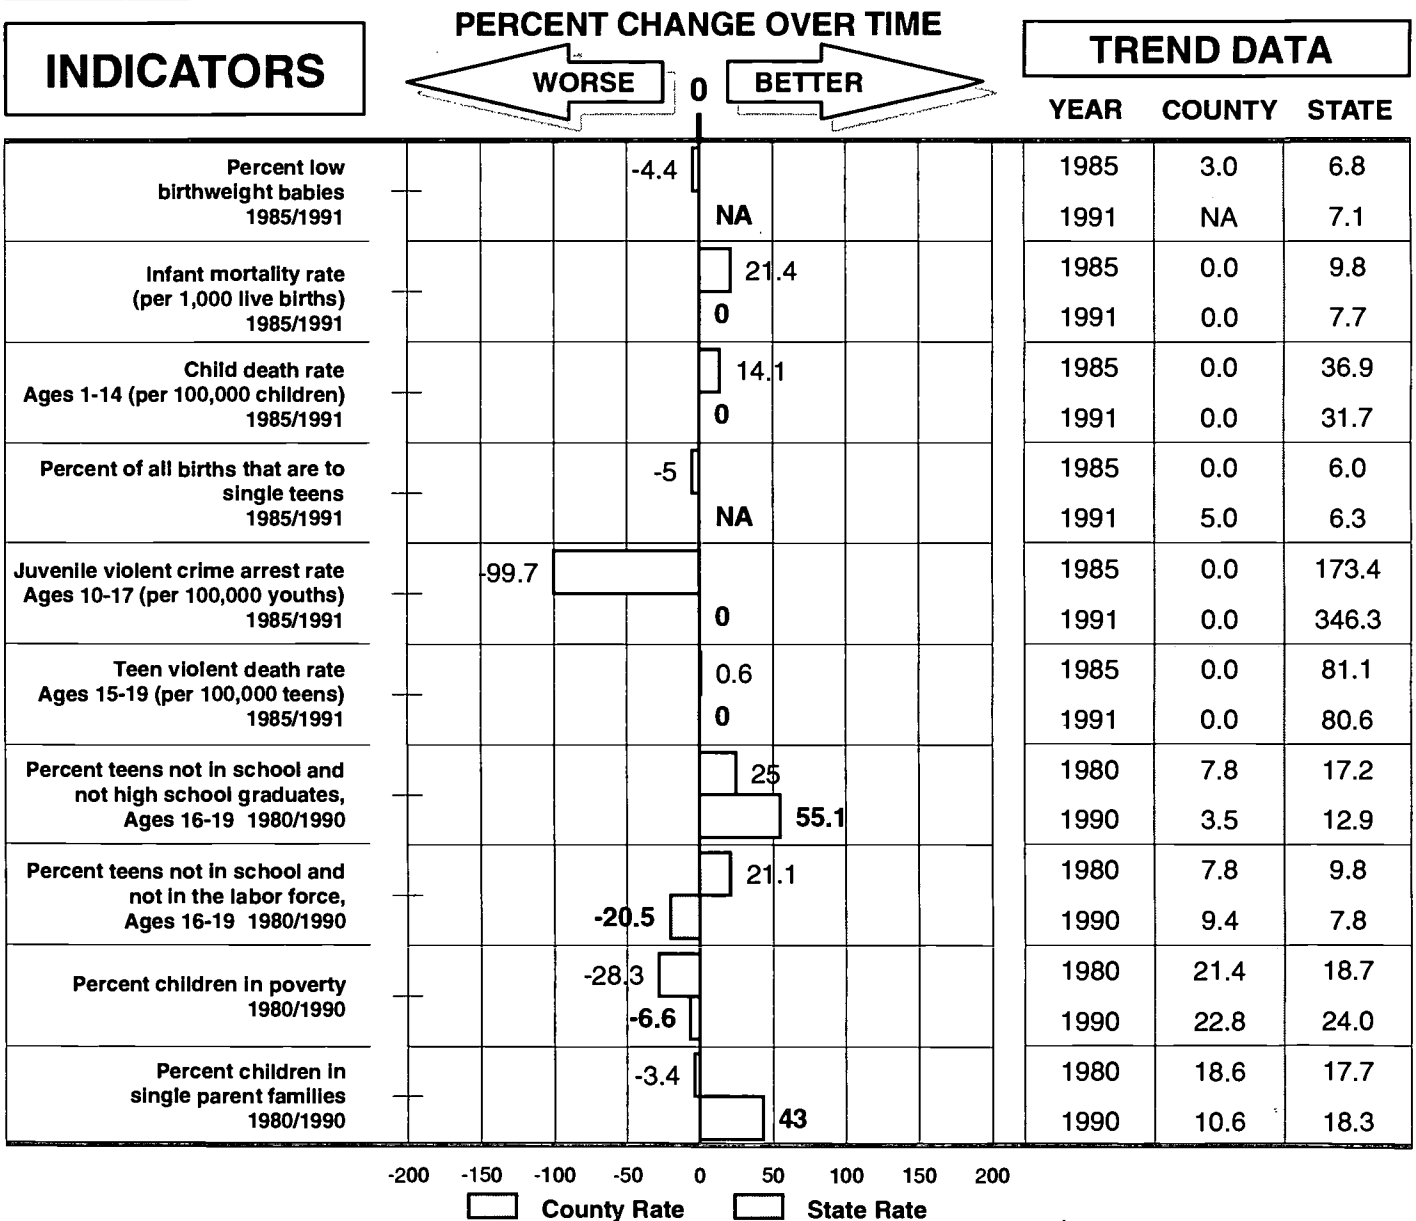 PERCENT CHANGE OVER TIME
INDICATORS
WORSE
0
BETTER
TREND DATA
YEAR COUNTY STATE
Percent low
birthweight babies
1985/1991
-4.4
NA
1985 3.0 6.8
1991 NA 7.1
Infant mortality rate
(per 1,000 live births)
1985/1991
21.4
0
1985 0.0 9.8
1991 0.0 7.7
Child death rate
Ages 1-14 (per 100,000 children)
1985/1991
14.1
0
1985 0.0 36.9
1991 0.0 31.7
Percent of all births that are to
single teens
1985/1991
-5
NA
1985 0.0 6.0
1991 5.0 6.3
Juvenile violent crime arrest rate
Ages 10-17 (per 100,000 youths)
1985/1991
-99.7
0
1985 0.0 173.4
1991 0.0 346.3
Teen violent death rate
Ages 15-19 (per 100,000 teens)
1985/1991
0.6
0
1985 0.0 81.1
1991 0.0 80.6
Percent teens not in school and
not high school graduates,
Ages 16-19 1980/1990
25
55.1
1980 7.8 17.2
1990 3.5 12.9
Percent teens not in school and
not in the labor force,
Ages 16-19 1980/1990
21.1
-20.5
1980 7.8 9.8
1990 9.4 7.8
Percent children in poverty
1980/1990
-28.3
-6.6
1980 21.4 18.7
1990 22.8 24.0
Percent children in
single parent families
1980/1990
-3.4
43
1980 18.6 17.7
1990 10.6 18.3
-200 -150 -100 -50 0 50 100 150 200
County Rate State Rate